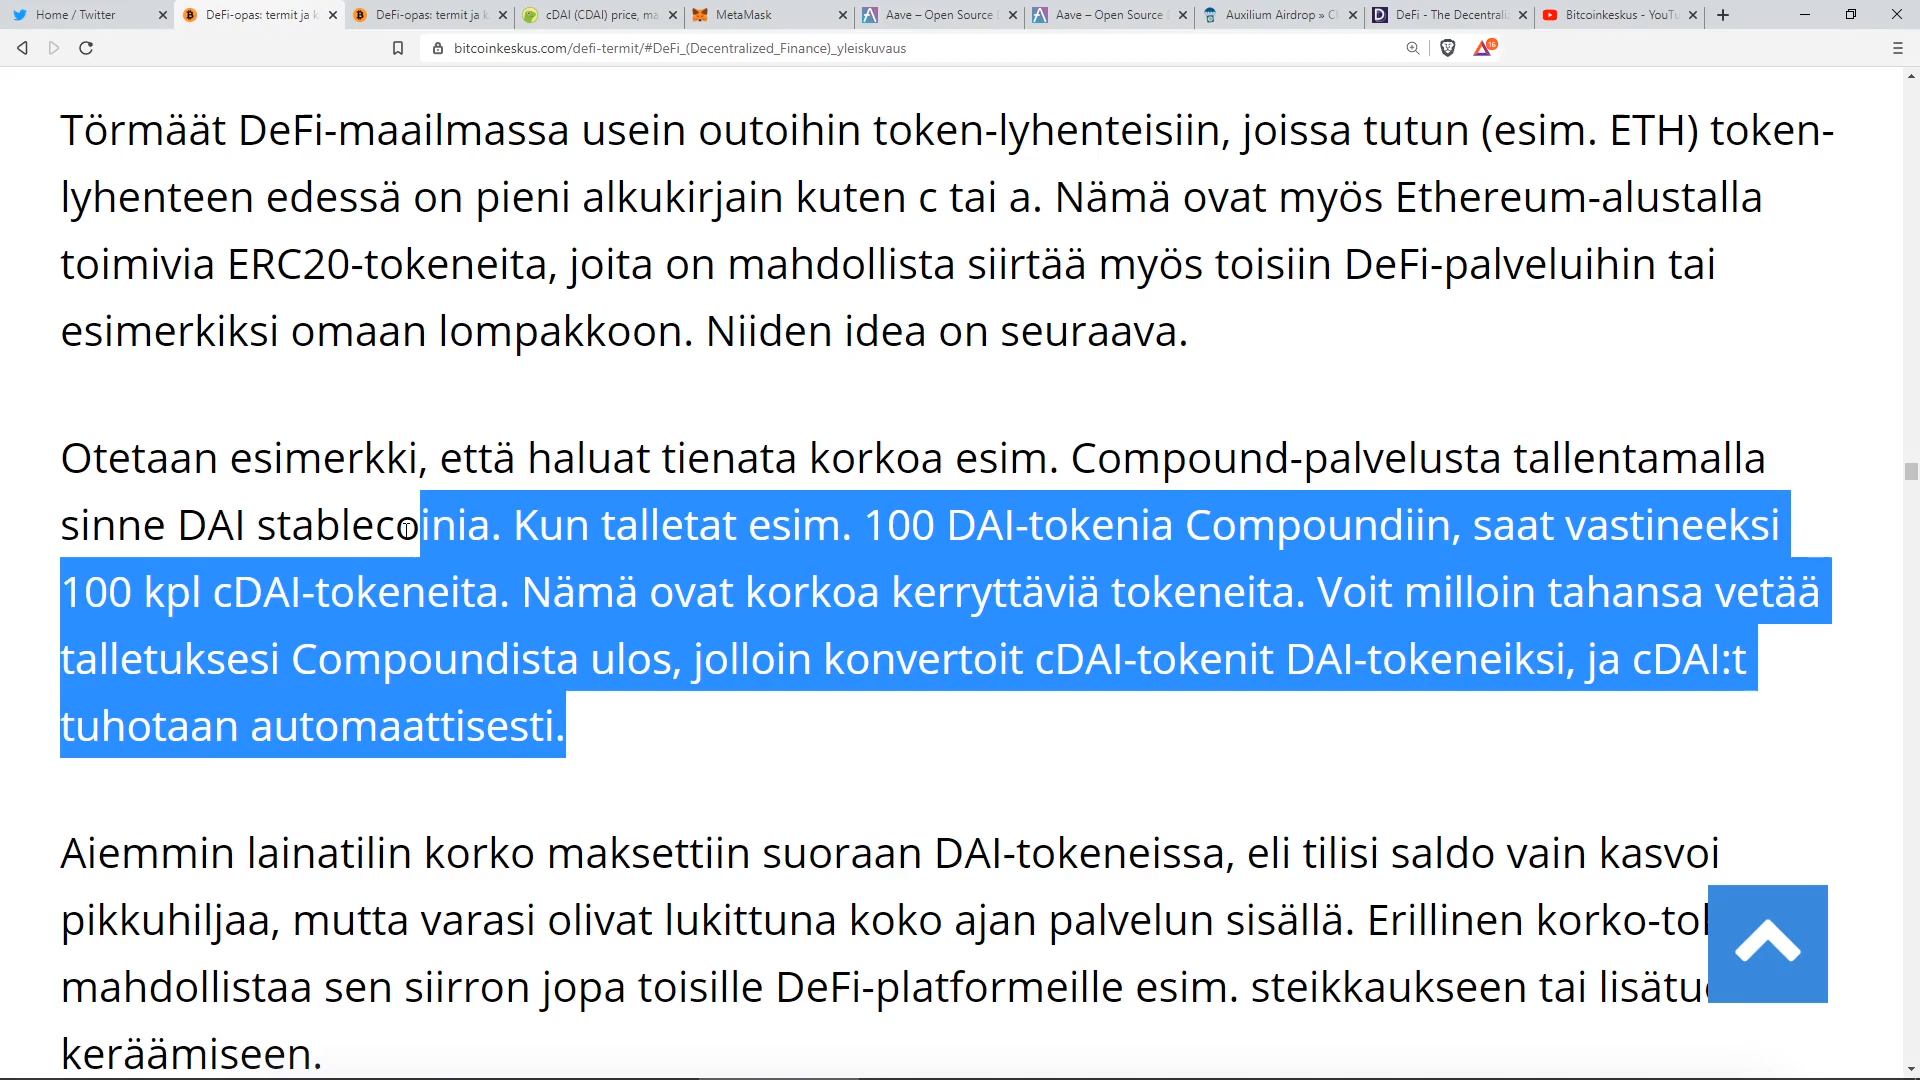 Home / Twitter
DeFi-opas: termit ja k
DeFi-opas: termit ja k
cDAI (CDAI) price, ma
MetaMask
Aave – Open Source
Aave – Open Source
Auxilium Airdrop »
DeFi - The Decentrali
Bitcoinkeskus - YouTu
bitcoinkeskus.com/defi-termit/#DeFi_(Decentralized_Finance)_yleiskuvaus
16
Törmäät DeFi-maailmassa usein outoihin token-lyhenteisiin, joissa tutun (esim. ETH) token-
lyhenteen edessä on pieni alkukirjain kuten c tai a. Nämä ovat myös Ethereum-alustalla
toimivia ERC20-tokeneita, joita on mahdollista siirtää myös toisiin DeFi-palveluihin tai
esimerkiksi omaan lompakkoon. Niiden idea on seuraava.
Otetaan esimerkki, että haluat tienata korkoa esim. Compound-palvelusta tallentamalla
sinne DAI stablecoinia. Kun talletat esim. 100 DAI-tokenia Compoundiin, saat vastineeksi
100 kpl cDAI-tokeneita. Nämä ovat korkoa kerryttäviä tokeneita. Voit milloin tahansa vetää
talletuksesi Compoundista ulos, jolloin konvertoit cDAI-tokenit DAI-tokeneiksi, ja cDAI:t
tuhotaan automaattisesti.
Aiemmin lainatilin korko maksettiin suoraan DAI-tokeneissa, eli tilisi saldo vain kasvoi
pikkuhiljaa, mutta varasi olivat lukittuna koko ajan palvelun sisällä. Erillinen korko-tok
mahdollistaa sen siirron jopa toisille DeFi-platformeille esim. steikkaukseen tai lisätuo
keräämiseen.